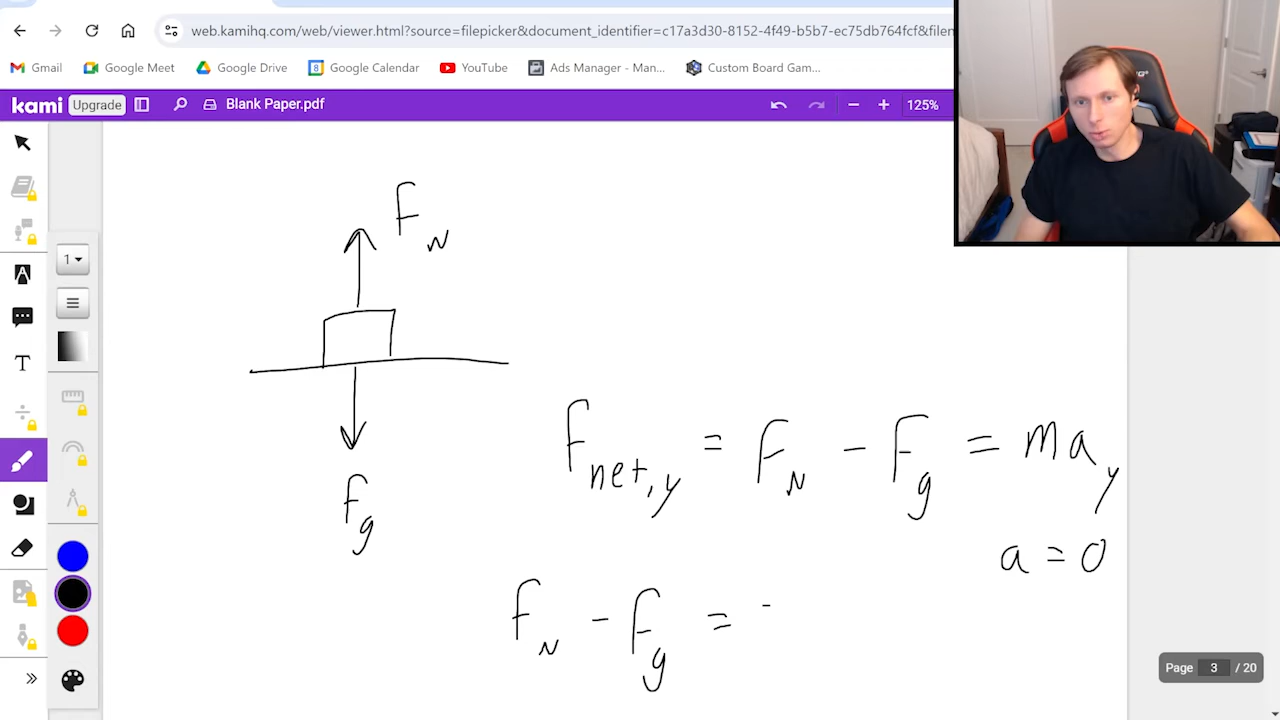 web.kamihq.com/web/viewer.html?source=filepicker&document_identifier=c17a3d30-8152-4f49-b5b7-ec75db764fcf&filen
Gmail Google Meet Google Drive 8 Google Calendar YouTube Ads Manager - Man... Custom Board Gam...
kami Upgrade Blank Paper.pdf 125%
1
A
T
F_N
F_g
F_net,y = F_N - F_g = ma_y
a = 0
F_N - F_g =
Page 3 / 20